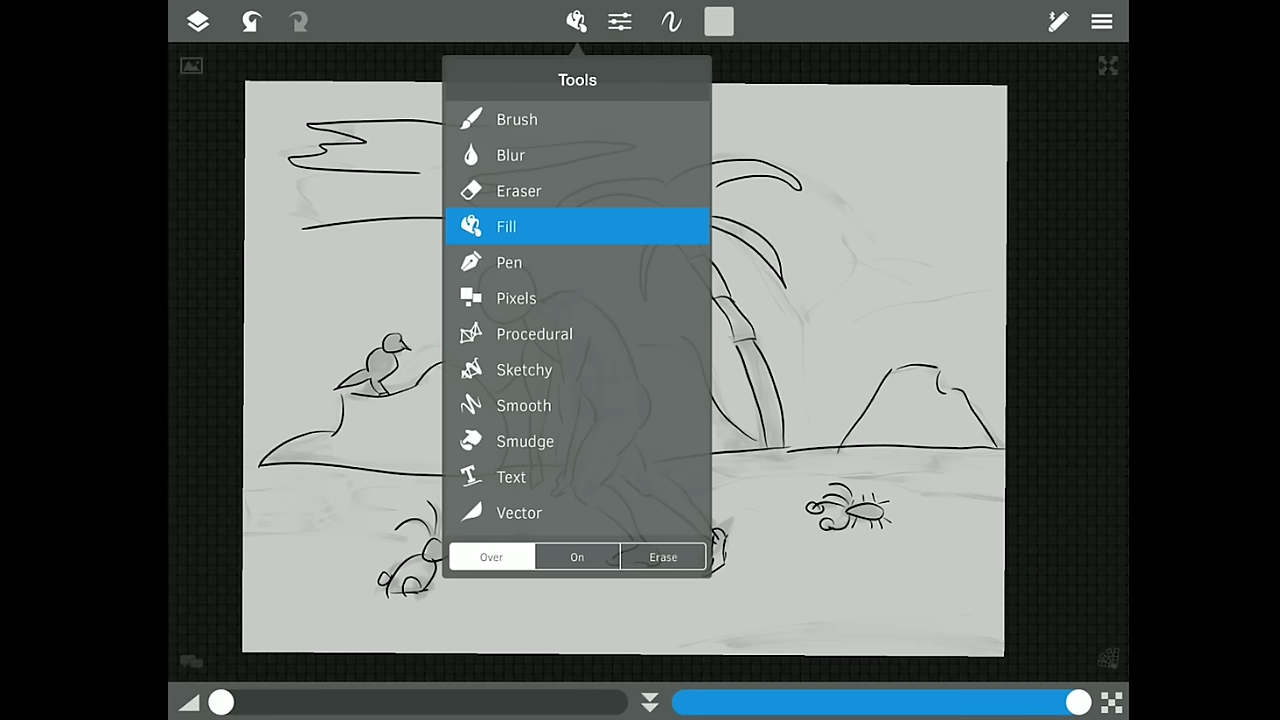 Tools
Brush
Blur
Eraser
Fill
Pen
Pixels
Procedural
Sketchy
Smooth
Smudge
Text
Vector
Over On Erase